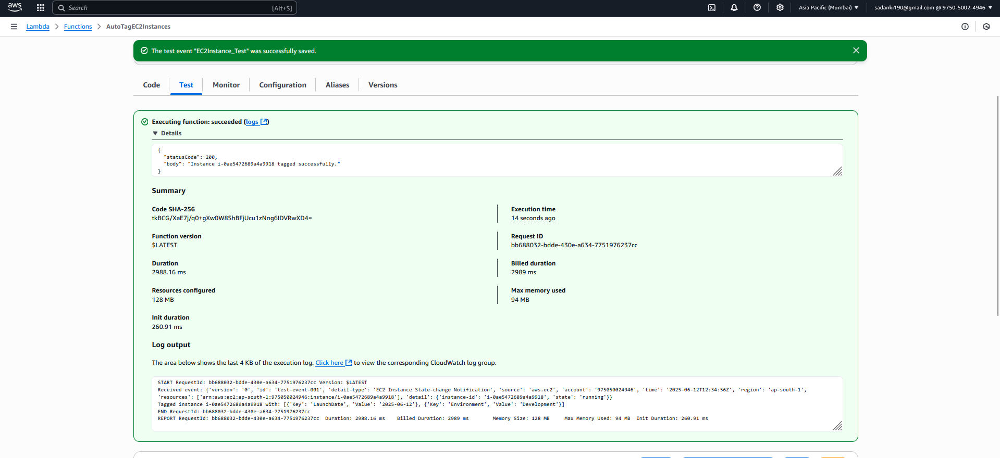 aws
Search [Alt+S]
Asia Pacific (Mumbai) ▼
sadanki190@gmail.com @ 9750-5002-4946 ▼
Lambda > Functions > AutoTagEC2Instances
The test event "EC2Instance_Test" was successfully saved.
Code Test Monitor Configuration Aliases Versions
Executing function: succeeded (logs)
▼ Details
{
"statusCode": 200,
"body": "Instance i-0ae5472689a4a9918 tagged successfully."
}
Summary
Code SHA-256
tkBCG/XaE7j/q0+gXw0W8ShBFjUcu1zNng6IDVRwXD4=
Execution time
14 seconds ago
Function version
$LATEST
Request ID
bb688032-bdde-430e-a634-7751976237cc
Duration
2988.16 ms
Billed duration
2989 ms
Resources configured
128 MB
Max memory used
94 MB
Init duration
260.91 ms
Log output
The area below shows the last 4 KB of the execution log. Click here to view the corresponding CloudWatch log group.
START RequestId: bb688032-bdde-430e-a634-7751976237cc Version: $LATEST
Received event: {'version': '0', 'id': 'test-event-001', 'detail-type': 'EC2 Instance State-change Notification', 'source': 'aws.ec2', 'account': '975050024946', 'time': '2025-06-12T12:34:56Z', 'region': 'ap-south-1',
'resources': ['arn:aws:ec2:ap-south-1:975050024946:instance/i-0ae5472689a4a9918'], 'detail': {'instance-id': 'i-0ae5472689a4a9918', 'state': 'running'}}
Tagged instance i-0ae5472689a4a9918 with: [{'Key': 'LaunchDate', 'Value': '2025-06-12'}, {'Key': 'Environment', 'Value': 'Development'}]
END RequestId: bb688032-bdde-430e-a634-7751976237cc
REPORT RequestId: bb688032-bdde-430e-a634-7751976237cc Duration: 2988.16 ms Billed Duration: 2989 ms Memory Size: 128 MB Max Memory Used: 94 MB Init Duration: 260.91 ms